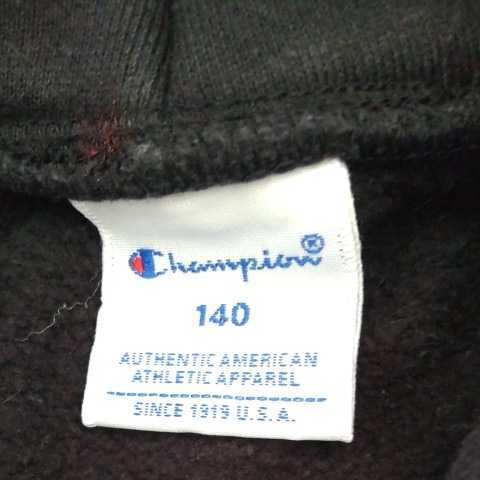 Champion®
140
AUTHENTIC AMERICAN
ATHLETIC APPAREL
SINCE 1919 U.S.A.